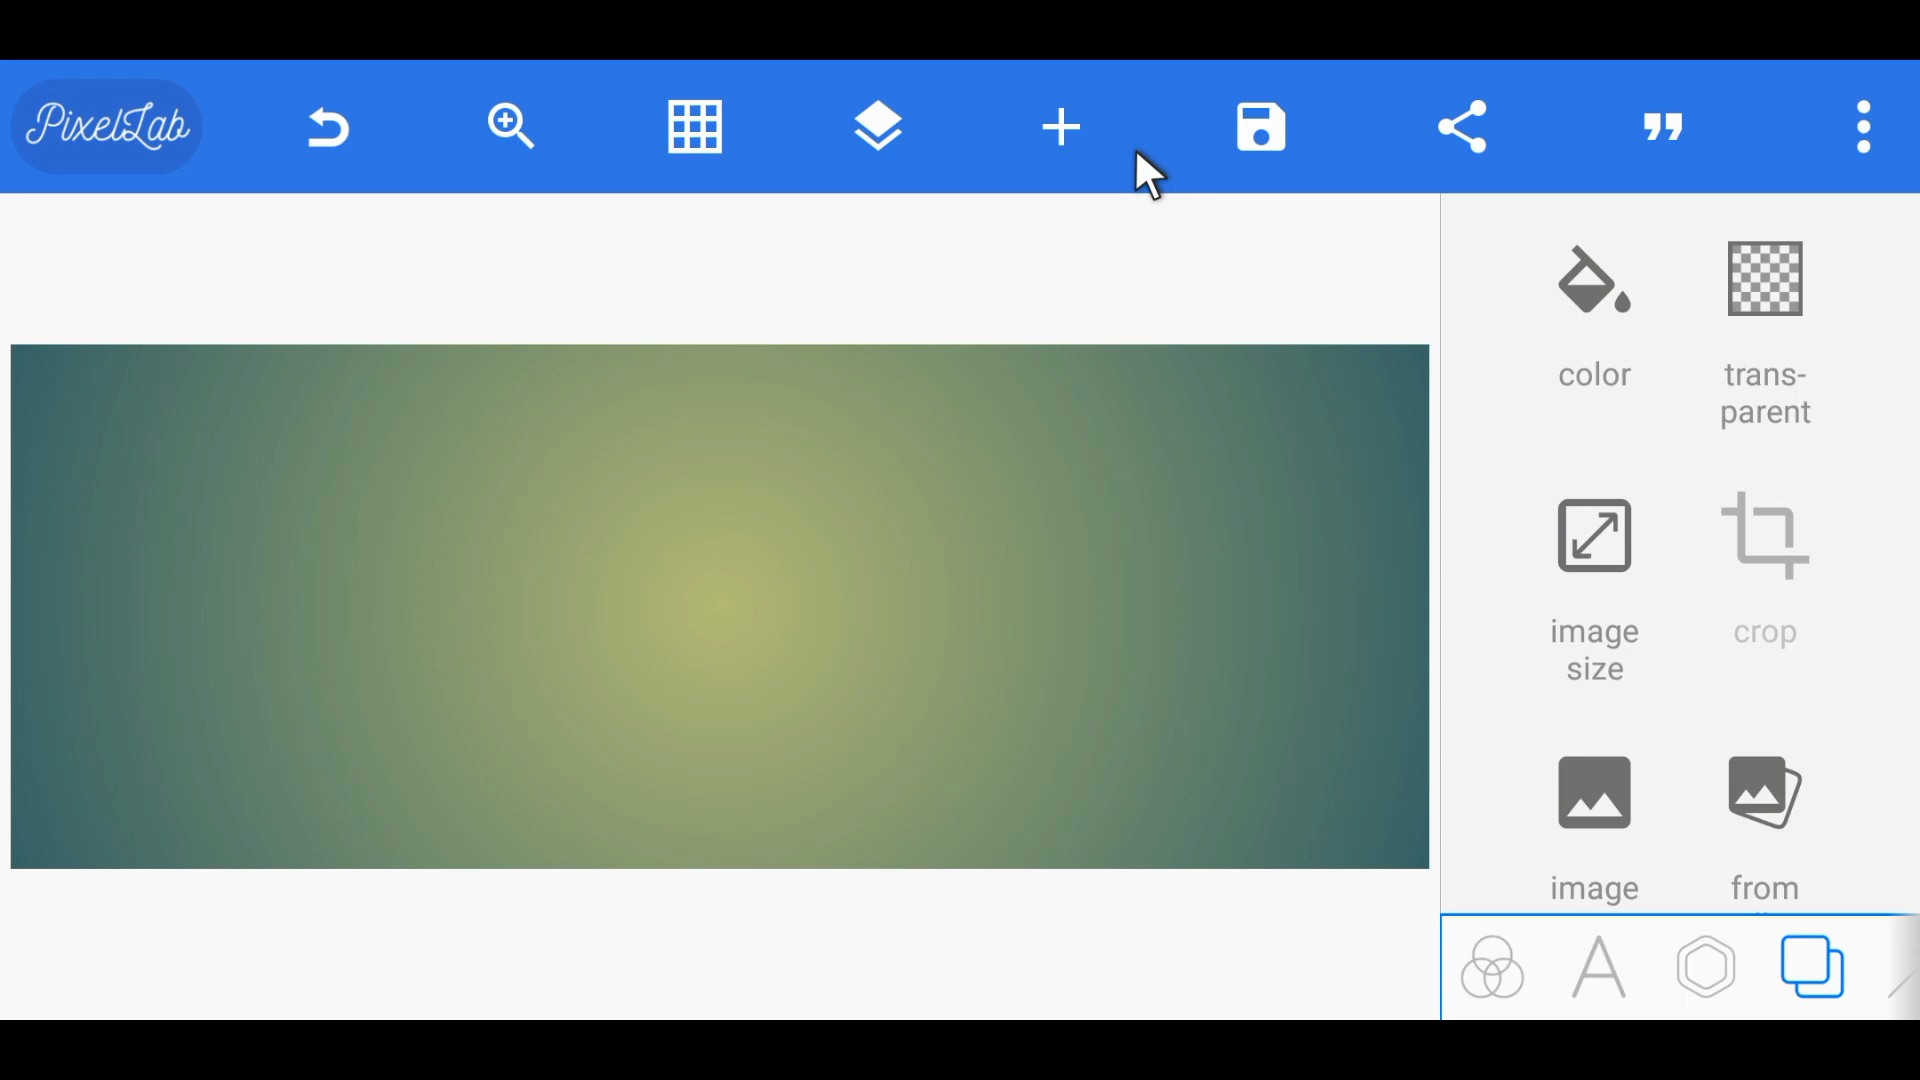 PixelLab
color
trans-
parent
image
size
crop
image
from